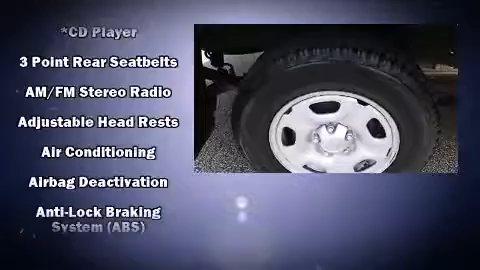 *CD Player
3 Point Rear Seatbelts
AM/FM Stereo Radio
Adjustable Head Rests
Air Conditioning
Airbag Deactivation
Anti-Lock Braking
System (ABS)